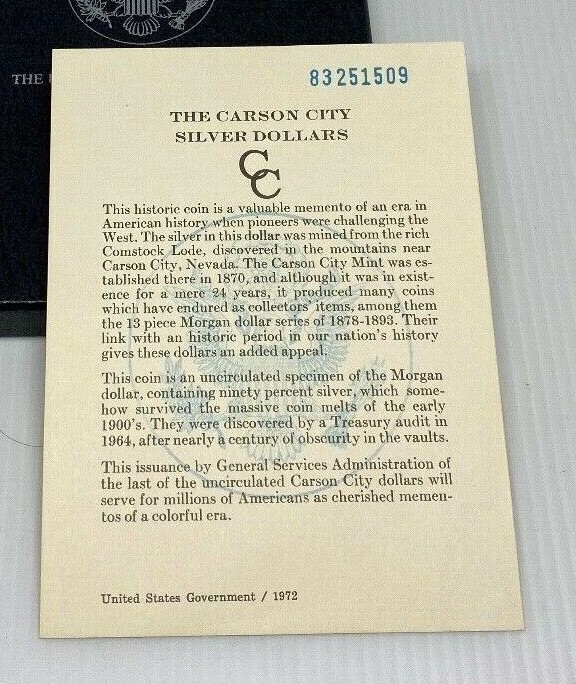 THE
83251509
THE CARSON CITY
SILVER DOLLARS
CC
This historic coin is a valuable memento of an era in
American history when pioneers were challenging the
West. The silver in this dollar was mined from the rich
Comstock Lode, discovered in the mountains near
Carson City, Nevada. The Carson City Mint was es-
tablished there in 1870, and although it was in exist-
ence for a mere 24 years, it produced many coins
which have endured as collectors' items, among them
the 13 piece Morgan dollar series of 1878-1893. Their
link with an historic period in our nation's history
gives these dollars an added appeal.
This coin is an uncirculated specimen of the Morgan
dollar, containing ninety percent silver, which some-
how survived the massive coin melts of the early
1900's. They were discovered by a Treasury audit in
1964, after nearly a century of obscurity in the vaults.
This issuance by General Services Administration of
the last of the uncirculated Carson City dollars will
serve for millions of Americans as cherished memen-
tos of a colorful era.
United States Government / 1972